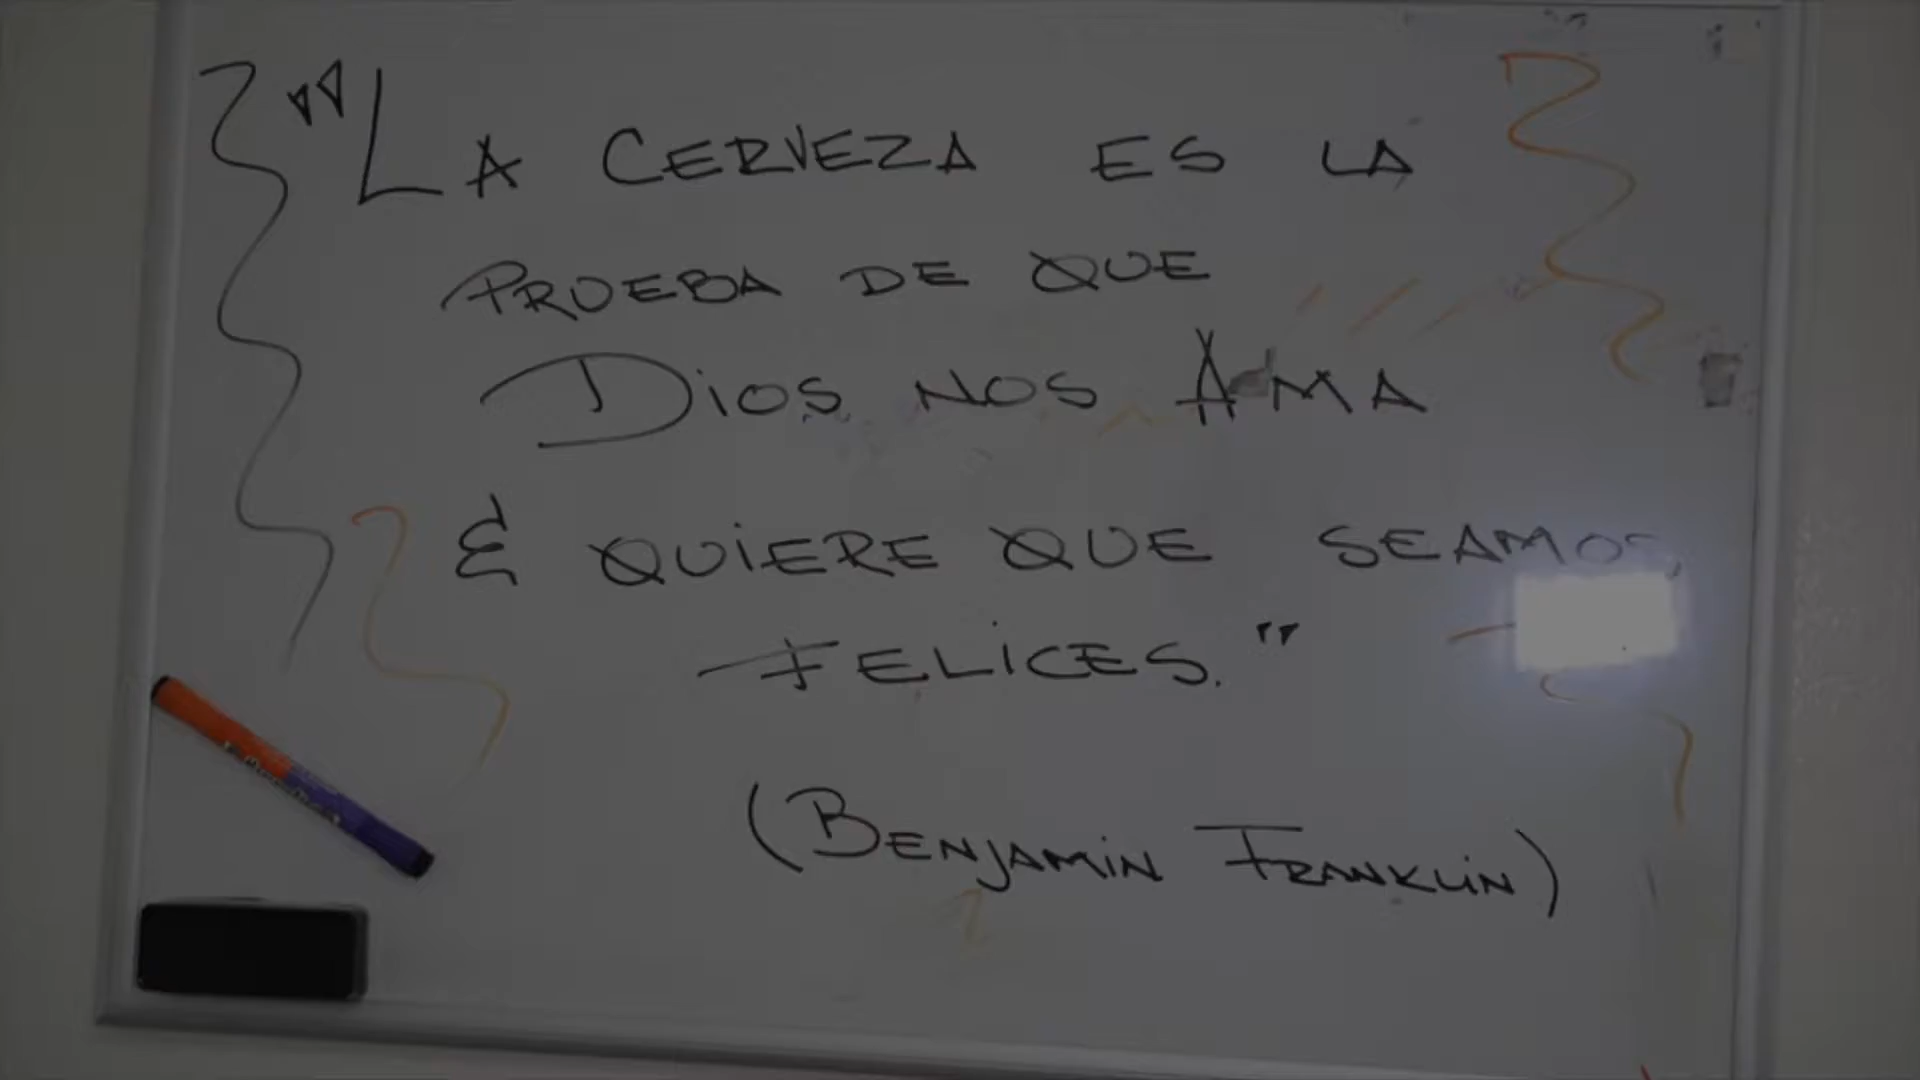 "LA CERVEZA ES LA
PRUEBA DE QUE
DIOS NOS AMA
& QUIERE QUE SEAMOS
FELICES."
(BENJAMIN FRANKLIN)